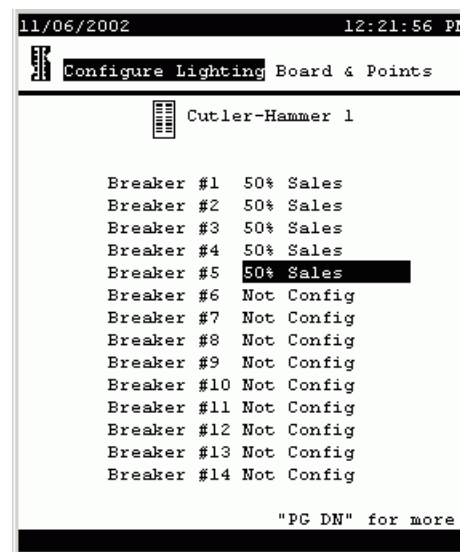 11/06/2002 12:21:56 PM
Configure Lighting Board & Points
Cutler-Hammer 1
Breaker #1 50% Sales
Breaker #2 50% Sales
Breaker #3 50% Sales
Breaker #4 50% Sales
Breaker #5 50% Sales
Breaker #6 Not Config
Breaker #7 Not Config
Breaker #8 Not Config
Breaker #9 Not Config
Breaker #10 Not Config
Breaker #11 Not Config
Breaker #12 Not Config
Breaker #13 Not Config
Breaker #14 Not Config
"PG DN" for more